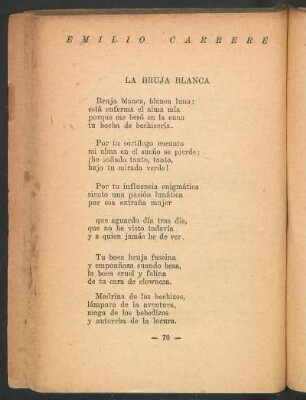 EMILIO CARRERE
LA BRUJA BLANCA
Bruja blanca, blanca luna:
está enferma el alma mía
porque me besó en la cuna
tu bocho de hechicería.
Por tu sortilego encanto
mi alma en el sueño se pierde;
¡he soñado tanto, tanto,
bajo tu mirada verde!
Por tu influencia enigmática
siento una pasión lunática
por esa extraña mujer
que aguardo día tras día,
que no he visto todavía
y a quien jamás he de ver.
Tu boca bruja fascina
y emponzoña cuando besa,
la boca cruel y felina
de tu cara de clownesa.
Madrina de los hechizos,
lámpara de la aventura,
maga de los bebedizos
y antorcha de la locura.
— 70 —